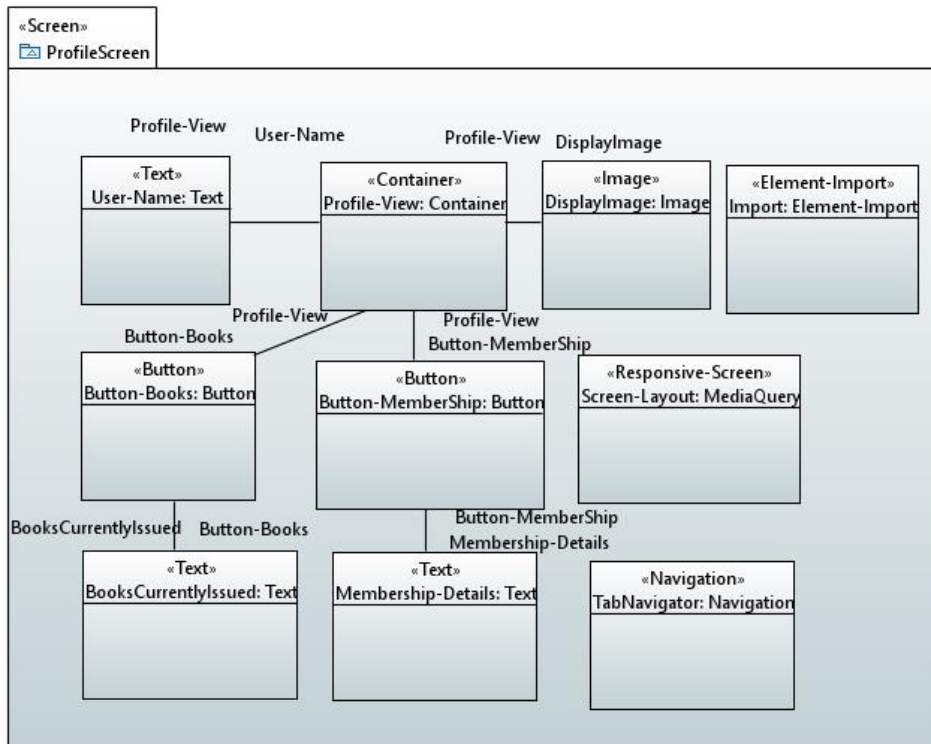 «Screen»
ProfileScreen
Profile-View
User-Name
Profile-View
DisplayImage
«Text»
User-Name: Text
«Container»
Profile-View: Container
«Image»
DisplayImage: Image
«Element-Import»
Import: Element-Import
Profile-View
Button-Books
Profile-View
Button-MemberShip
«Button»
Button-Books: Button
«Button»
Button-MemberShip: Button
«Responsive-Screen»
Screen-Layout: MediaQuery
BooksCurrentlyIssued
Button-Books
Button-MemberShip
Membership-Details
«Text»
BooksCurrentlyIssued: Text
«Text»
Membership-Details: Text
«Navigation»
TabNavigator: Navigation